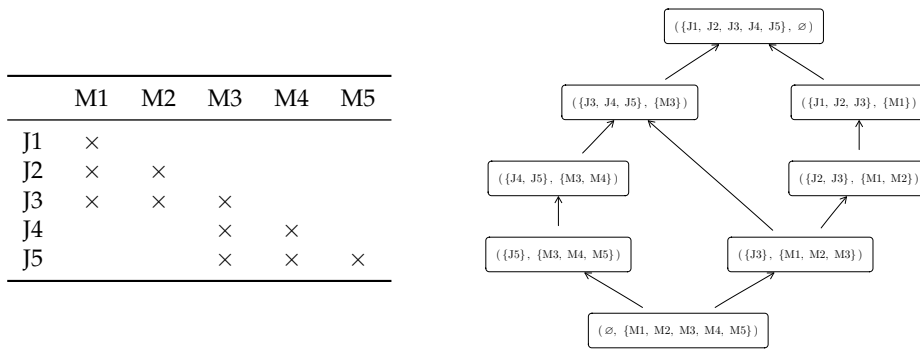 M1 M2 M3 M4 M5
J1 ×
J2 × ×
J3 × × ×
J4 × ×
J5 × × ×
({J1, J2, J3, J4, J5}, ∅)
({J3, J4, J5}, {M3})
({J1, J2, J3}, {M1})
({J4, J5}, {M3, M4})
({J2, J3}, {M1, M2})
({J5}, {M3, M4, M5})
({J3}, {M1, M2, M3})
(∅, {M1, M2, M3, M4, M5})